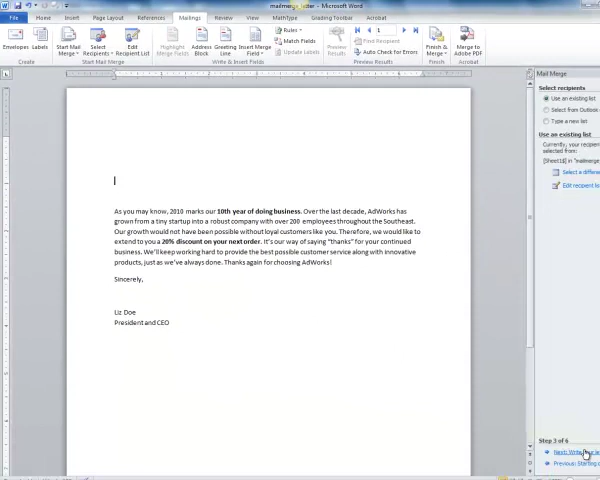 mailmerge_letter - Microsoft Word
File Home Insert Page Layout References Mailings Review View MathType Grading Toolbar Acrobat
Envelopes Labels
Start Mail Merge
Select Recipients
Edit Recipient List
Highlight Merge Fields
Address Block
Greeting Line
Insert Merge Field
Rules
Match Fields
Update Labels
Preview Results
1
Find Recipient
Auto Check for Errors
Finish & Merge
Merge to Adobe PDF
Create Start Mail Merge Write & Insert Fields Preview Results Finish Acrobat
As you may know, 2010 marks our 10th year of doing business. Over the last decade, AdWorks has
grown from a tiny startup into a robust company with over 200 employees throughout the Southeast.
Our growth would not have been possible without loyal customers like you. Therefore, we would like to
extend to you a 20% discount on your next order. It's our way of saying "thanks" for your continued
business. We'll keep working hard to provide the best possible customer service along with innovative
products, just as we've always done. Thanks again for choosing AdWorks!
Sincerely,
Liz Doe
President and CEO
Mail Merge
Select recipients
Use an existing list
Select from Outlook
Type a new list
Use an existing list
Currently, your recipien
selected from:
[Sheet1$] in "mailmerge
Select a differe
Edit recipient lis
Step 3 of 6
Next: Write
Previous: Starting d